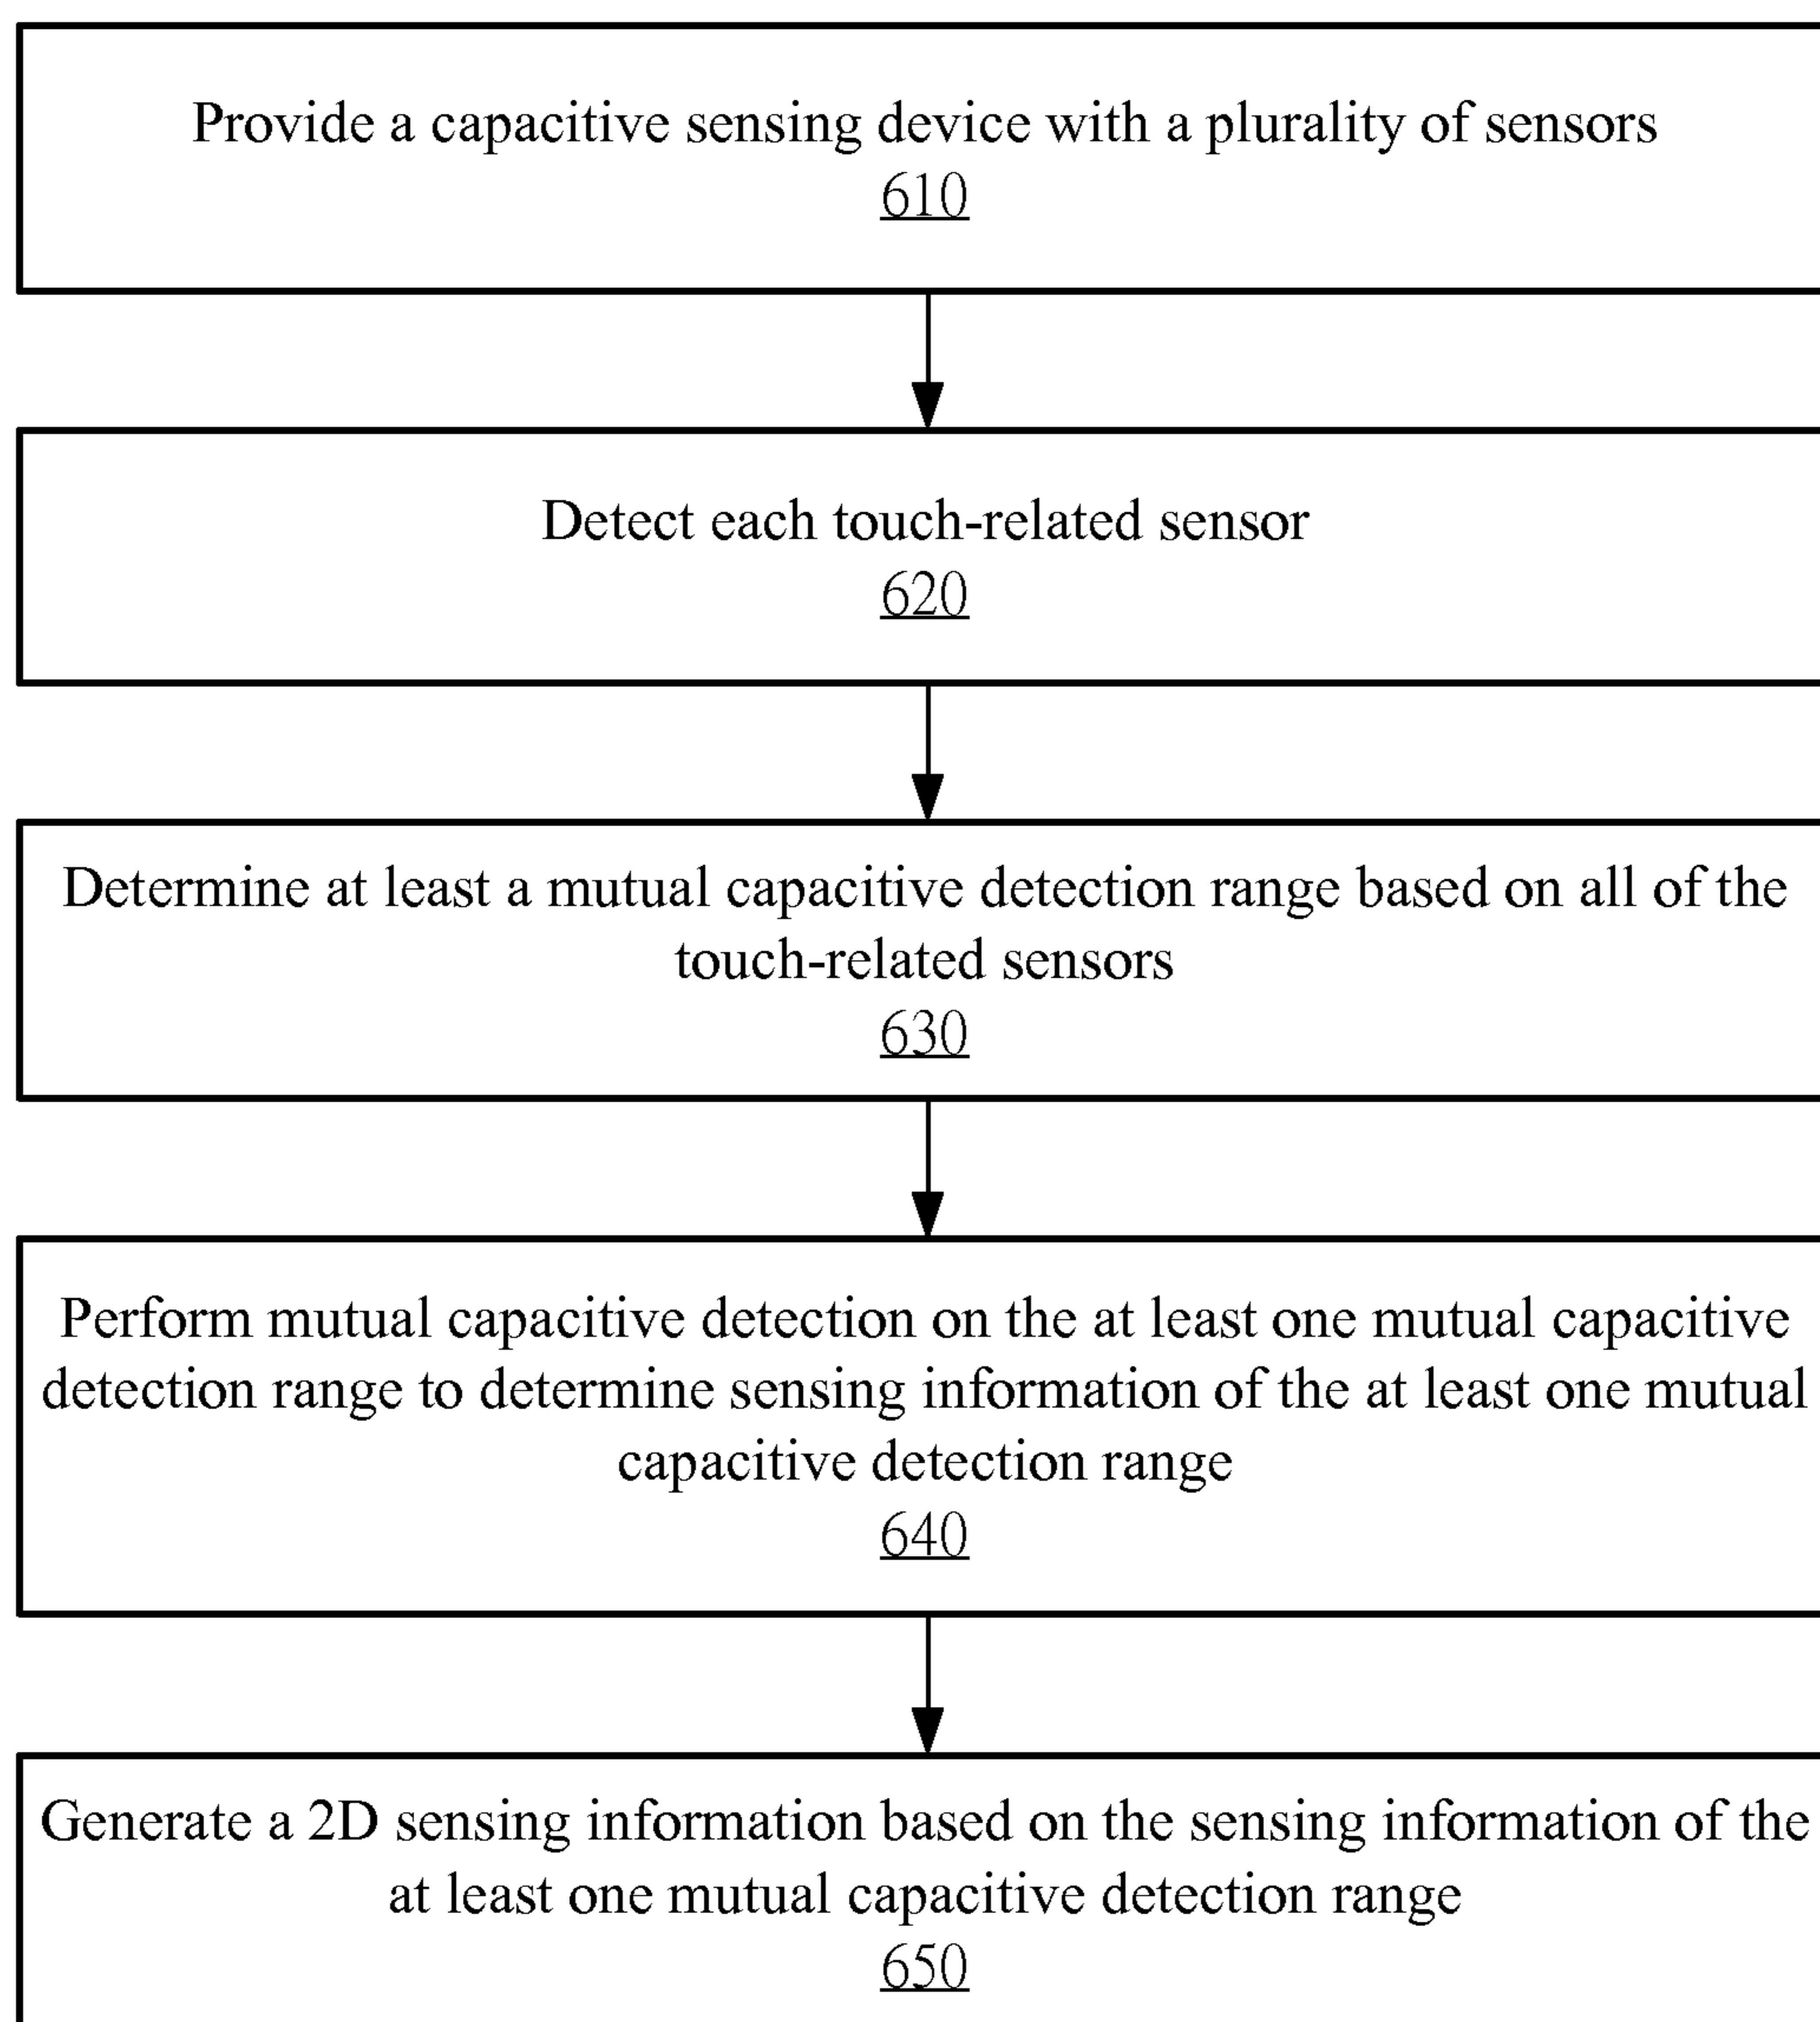 Provide a capacitive sensing device with a plurality of sensors
610
Detect each touch-related sensor
620
Determine at least a mutual capacitive detection range based on all of the
touch-related sensors
630
Perform mutual capacitive detection on the at least one mutual capacitive
detection range to determine sensing information of the at least one mutual
capacitive detection range
640
Generate a 2D sensing information based on the sensing information of the
at least one mutual capacitive detection range
650